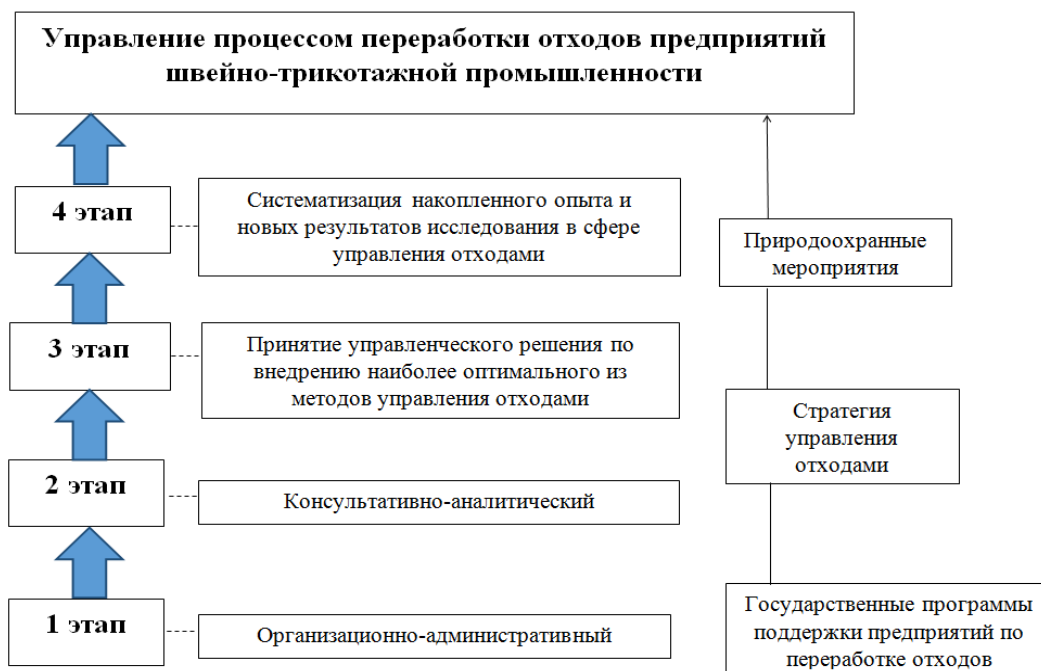 Управление процессом переработки отходов предприятий
швейно-трикотажной промышленности
4 этап
Систематизация накопленного опыта и
новых результатов исследования в сфере
управления отходами
Природоохранные
мероприятия
3 этап
Принятие управленческого решения по
внедрению наиболее оптимального из
методов управления отходами
Стратегия
управления
отходами
2 этап
Консультативно-аналитический
1 этап
Организационно-административный
Государственные программы
поддержки предприятий по
переработке отходов